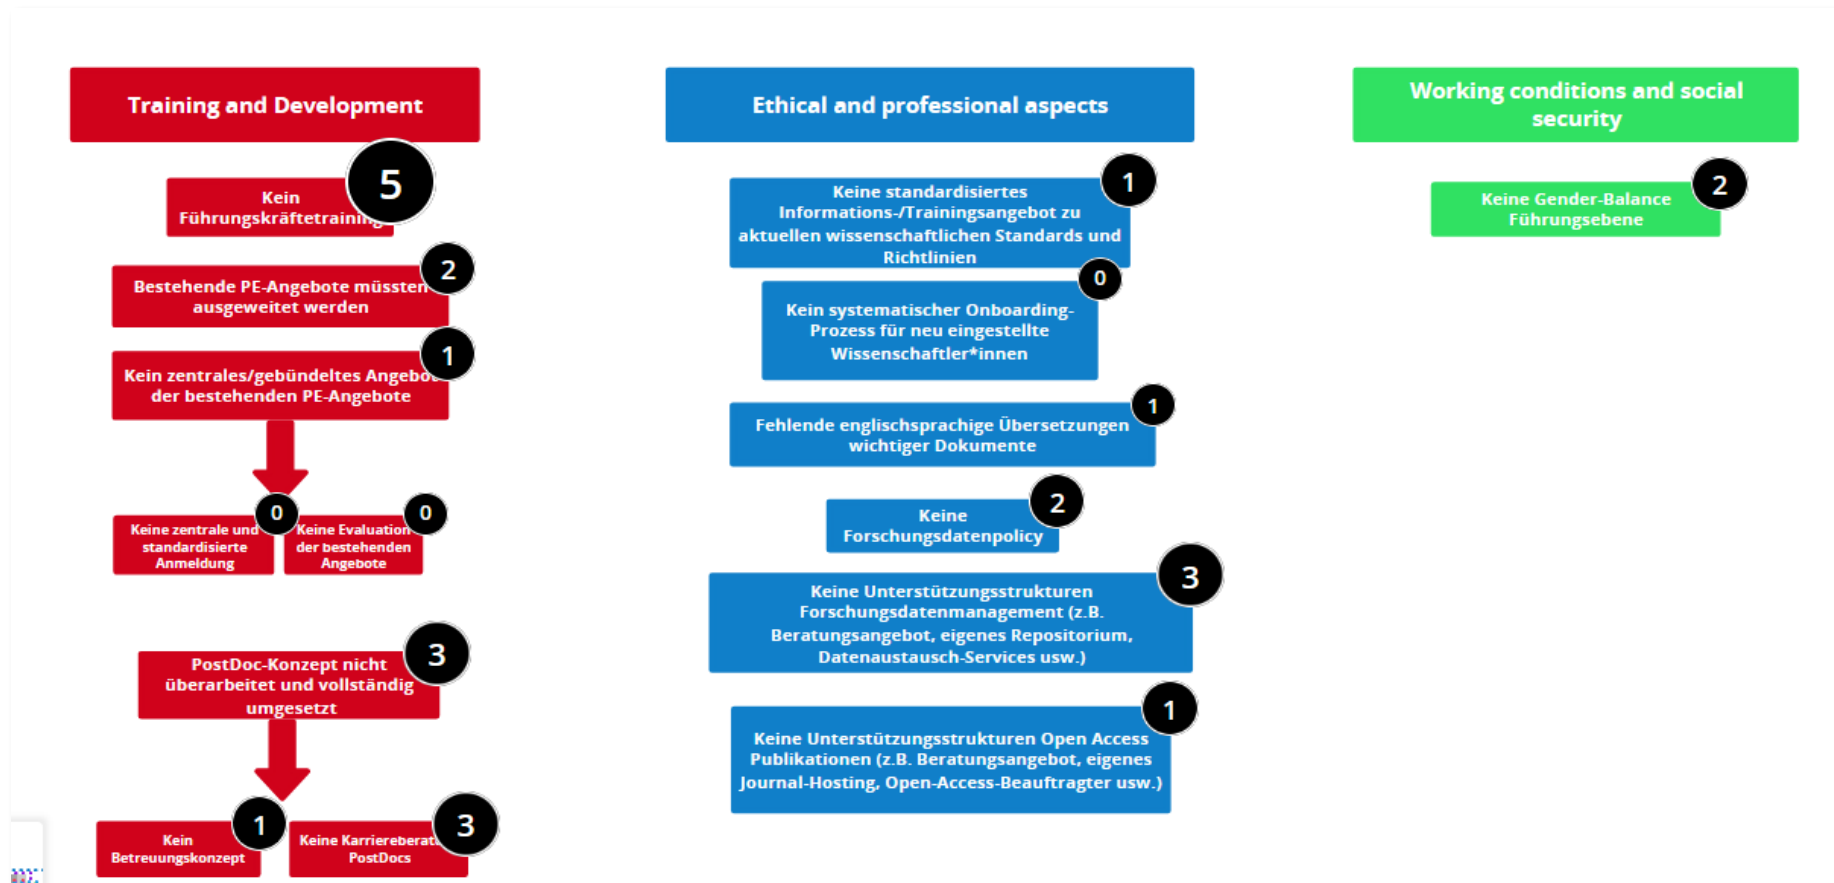 Training and Development
5
Kein
Führungskräftetraining
2
Bestehende PE-Angebote müssten
ausgeweitet werden
1
Kein zentrales/gebündeltes Angebot
der bestehenden PE-Angebote
0
Keine zentrale und
standardisierte
Anmeldung
0
Keine Evaluation
der bestehenden
Angebote
3
PostDoc-Konzept nicht
überarbeitet und vollständig
umgesetzt
1
Kein
Betreuungskonzept
3
Keine
PostDocs
Ethical and professional aspects
1
Keine standardisiertes
Informations-/Trainingsangebot zu
aktuellen wissenschaftlichen Standards und
Richtlinien
0
Kein systematischer Onboarding-
Prozess für neu eingestellte
Wissenschaftler*innen
1
Fehlende englischsprachige Übersetzungen
wichtiger Dokumente
2
Keine
Forschungsdatenpolicy
3
Keine Unterstützungsstrukturen
Forschungsdatenmanagement (z.B.
Beratungsangebot, eigenes Repositorium,
Datenaustausch-Services usw.)
1
Keine Unterstützungsstrukturen Open Access
Publikationen (z.B. Beratungsangebot, eigenes
Journal-Hosting, Open-Access-Beauftragter usw.)
Working conditions and social
security
2
Keine Gender-Balance
Führungsebene